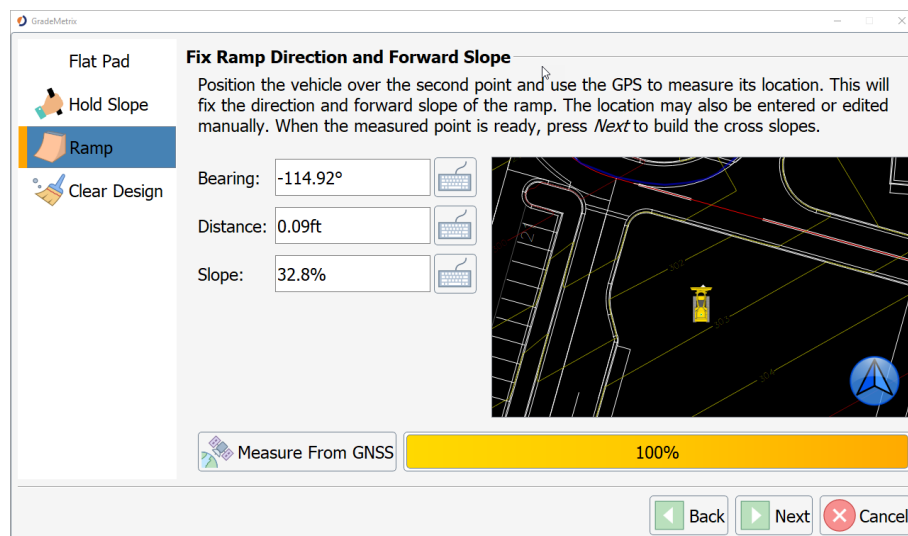 GradeMetrix
Flat Pad
Hold Slope
Ramp
Clear Design
Fix Ramp Direction and Forward Slope
Position the vehicle over the second point and use the GPS to measure its location. This will
fix the direction and forward slope of the ramp. The location may also be entered or edited
manually. When the measured point is ready, press Next to build the cross slopes.
Bearing: -114.92°
Distance: 0.09ft
Slope: 32.8%
302
303
304
Measure From GNSS
100%
Back
Next
Cancel